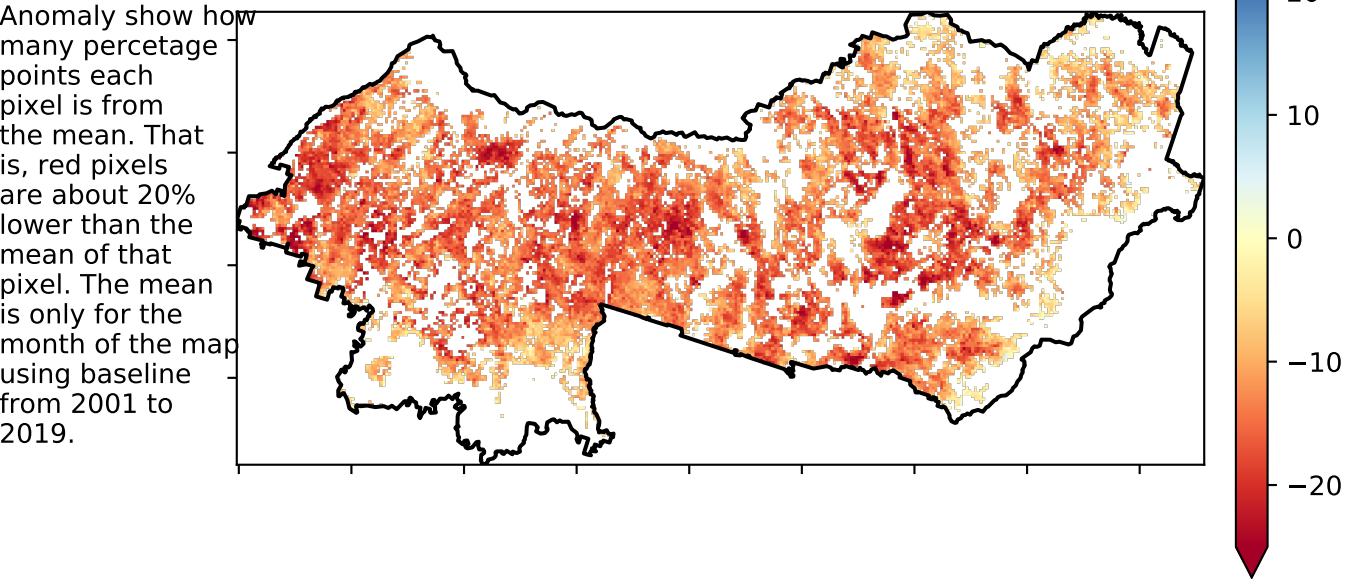 Anomaly show how
many percetage
points each
pixel is from
the mean. That
is, red pixels
are about 20%
lower than the
mean of that
pixel. The mean
is only for the
month of the map
using baseline
from 2001 to
2019.
10
0
−10
−20